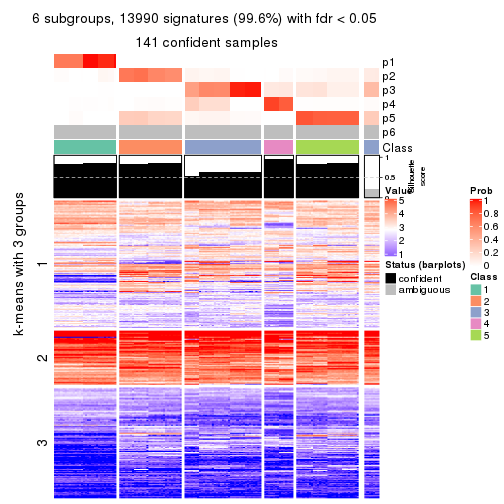 6 subgroups, 13990 signatures (99.6%) with fdr < 0.05
141 confident samples
p1
p2
p3
p4
p5
p6
Class
1
0.5
0
Silhouette
score
k-means with 3 groups
1
2
3
Value
5
4
3
2
1
Status (barplots)
confident
ambiguous
Prob
1
0.8
0.6
0.4
0.2
0
Class
1
2
3
4
5